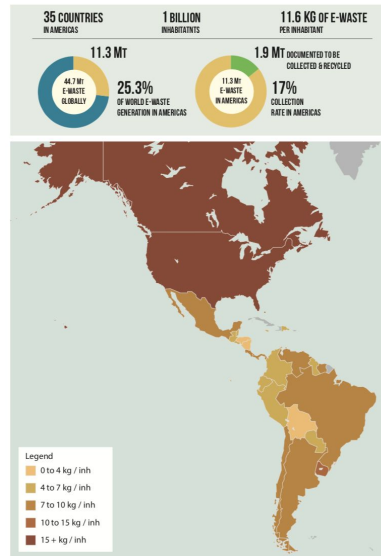 35 COUNTRIES
IN AMERICAS
1 BILLION
INHABITATNTS
11.6 KG OF E-WASTE
PER INHABITANT
11.3 MT
44.7 MT
E-WASTE
GLOBALLY
25.3%
OF WORLD E-WASTE
GENERATION IN AMERICAS
1.9 MT DOCUMENTED TO BE
COLLECTED & RECYCLED
11.3 MT
E-WASTE
IN AMERICAS
17%
COLLECTION
RATE IN AMERICAS
Legend
0 to 4 kg / inh
4 to 7 kg / inh
7 to 10 kg / inh
10 to 15 kg / inh
15 + kg / inh